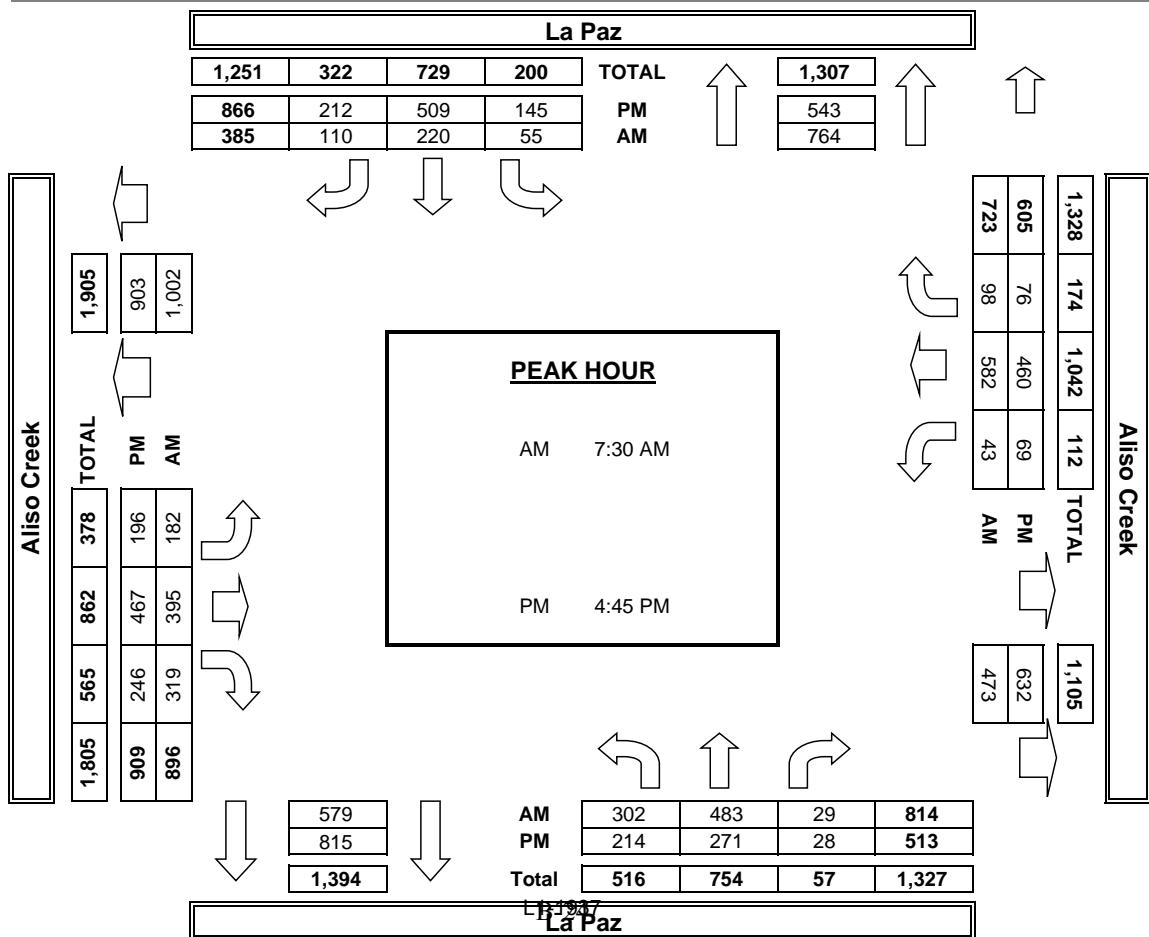 La Paz
1,251 322 729 200 TOTAL 1,307
866 212 509 145 PM 543
385 110 220 55 AM 764
Aliso Creek
1,905
903
1,002
TOTAL 378 862 565 1,805
PM 196 467 246 909
AM 182 395 319 896
PEAK HOUR
AM 7:30 AM
PM 4:45 PM
1,328 174 1,042 112 TOTAL
605 76 460 69 PM
723 98 582 43 AM
1,105
632
473
Aliso Creek
579 AM 302 483 29 814
815 PM 214 271 28 513
1,394 Total 516 754 57 1,327
La Paz